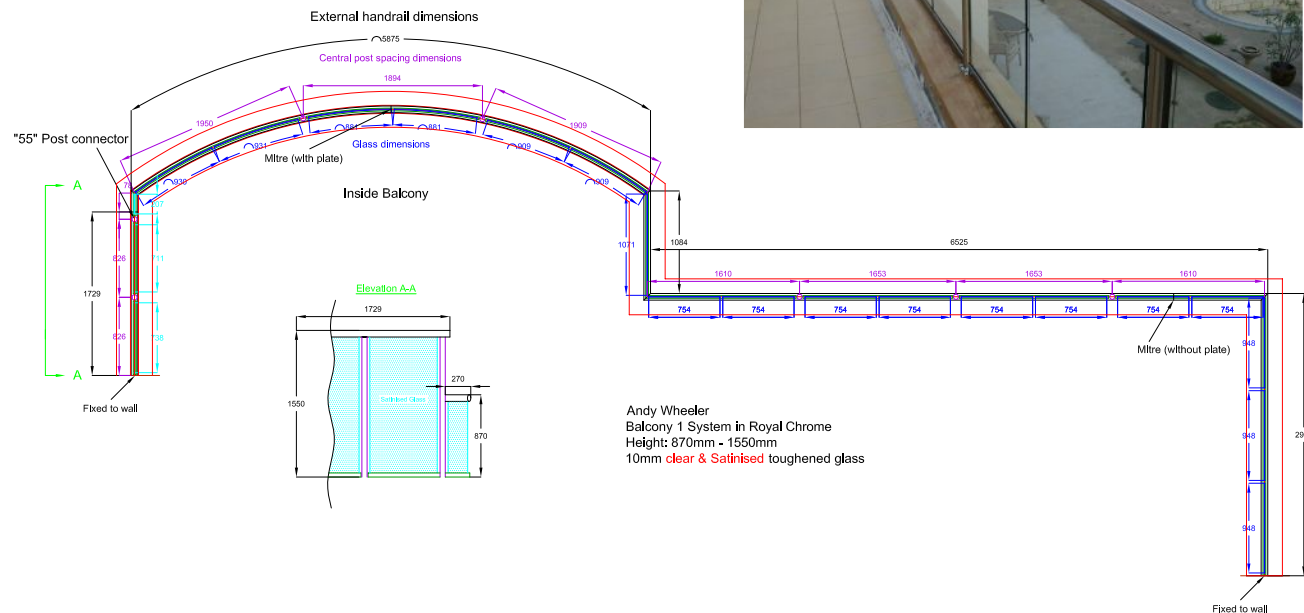 External handrail dimensions
5875
Central post spacing dimensions
1894
1950
1909
"55" Post connector
881
881
931
Mitre (with plate)
Glass dimensions
909
930
909
A
Inside Balcony
1071
1084
6525
826
711
1610
1653
1653
1610
1729
Elevation A-A
1729
754
754
754
754
754
754
754
754
826
738
Mitre (without plate)
948
A
270
Fixed to wall
1550
Satinised Glass
870
Andy Wheeler
Balcony 1 System in Royal Chrome
Height: 870mm - 1550mm
10mm clear & Satinised toughened glass
948
948
Fixed to wall